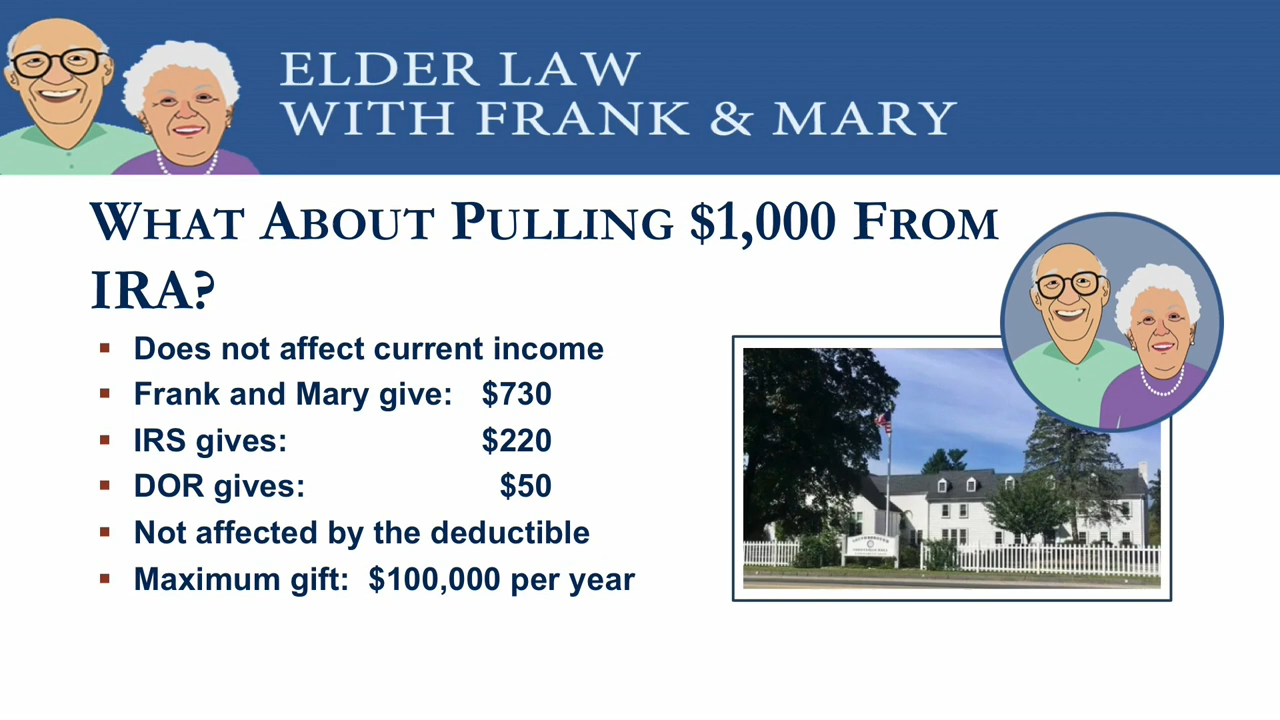 ELDER LAW
WITH FRANK & MARY
WHAT ABOUT PULLING $1,000 FROM
IRA?
▪ Does not affect current income
▪ Frank and Mary give: $730
▪ IRS gives: $220
▪ DOR gives: $50
▪ Not affected by the deductible
▪ Maximum gift: $100,000 per year